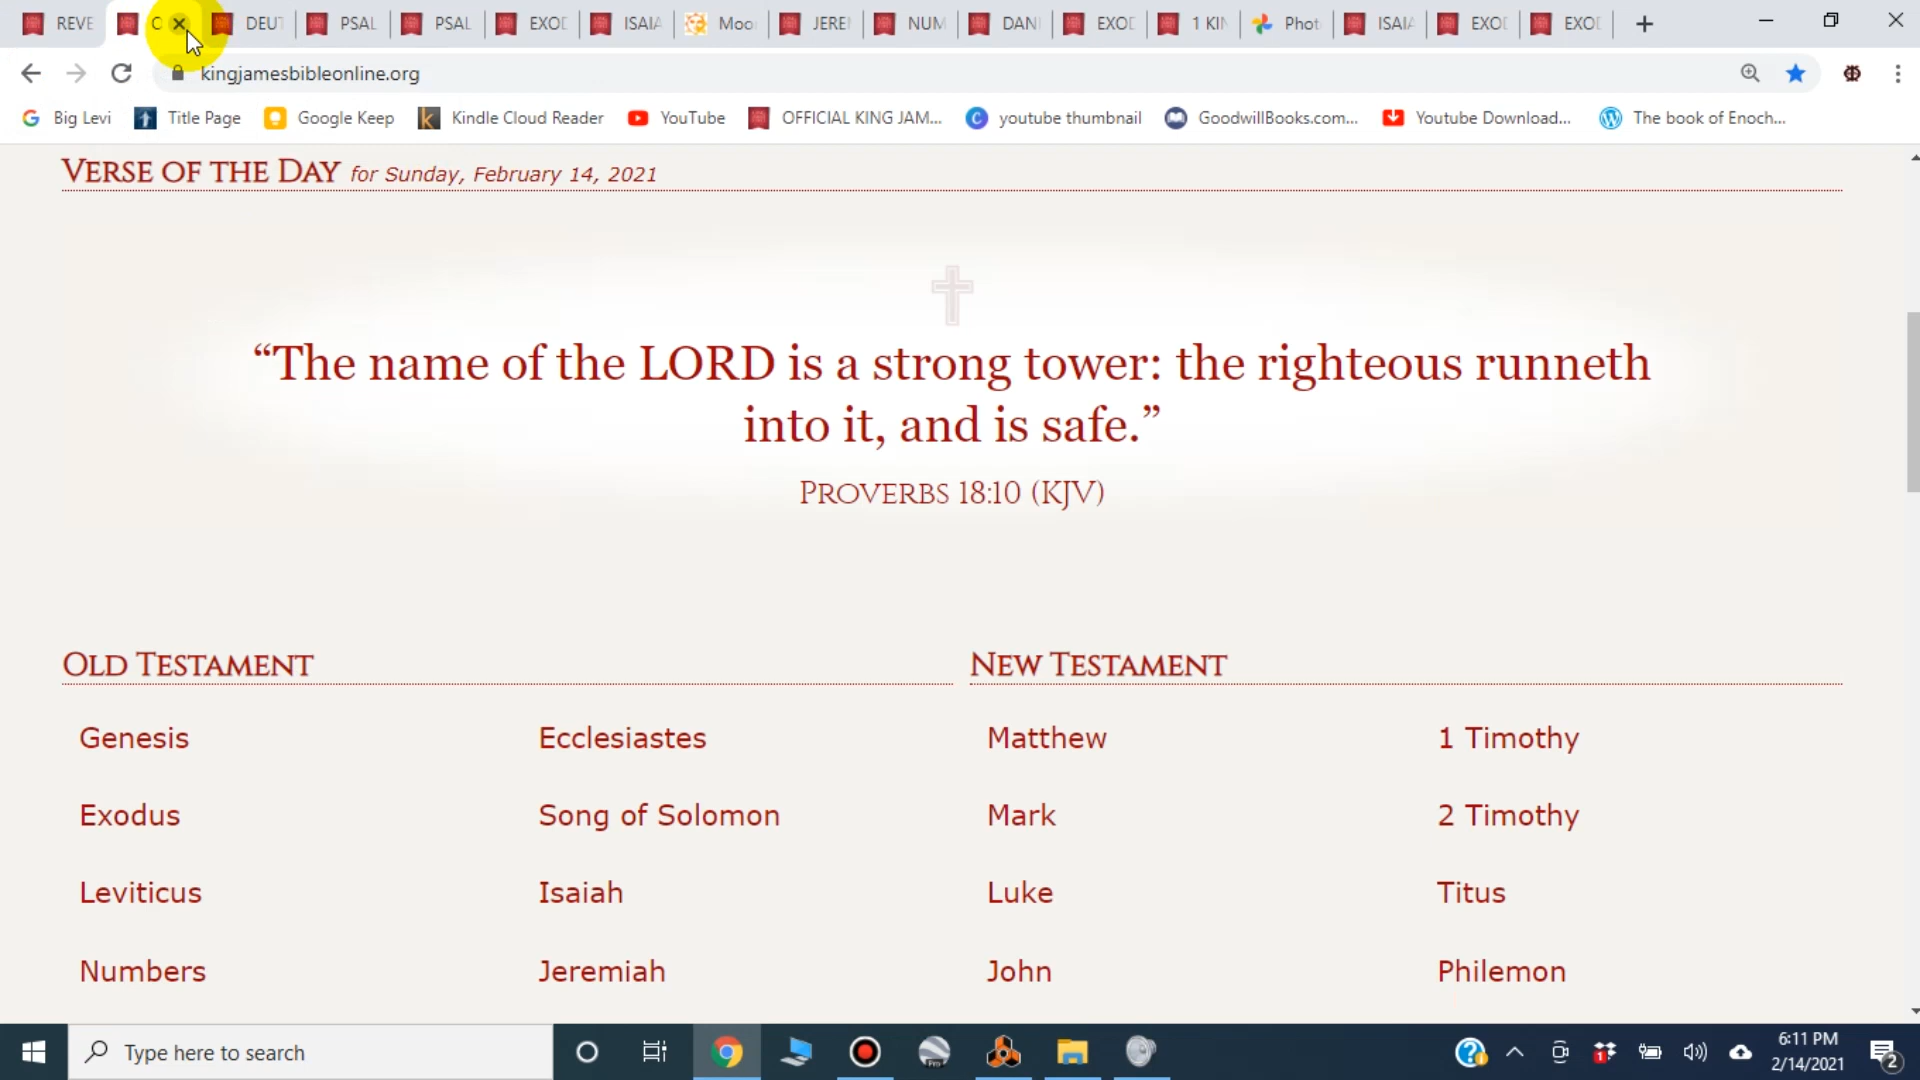 REVE
DEUT
PSAL
PSAL
EXOD
ISAIA
Moo
JERE
NUM
DANI
EXOD
1 KIN
Phot
ISAIA
EXOD
EXOD
kingjamesbibleonline.org
Big Levi
Title Page
Google Keep
Kindle Cloud Reader
YouTube
OFFICIAL KING JAM...
youtube thumbnail
GoodwillBooks.com...
Youtube Download...
The book of Enoch...
VERSE OF THE DAY for Sunday, February 14, 2021
“The name of the LORD is a strong tower: the righteous runneth
into it, and is safe.”
PROVERBS 18:10 (KJV)
OLD TESTAMENT
NEW TESTAMENT
Genesis
Ecclesiastes
Matthew
1 Timothy
Exodus
Song of Solomon
Mark
2 Timothy
Leviticus
Isaiah
Luke
Titus
Numbers
Jeremiah
John
Philemon
Type here to search
6:11 PM
2/14/2021
2